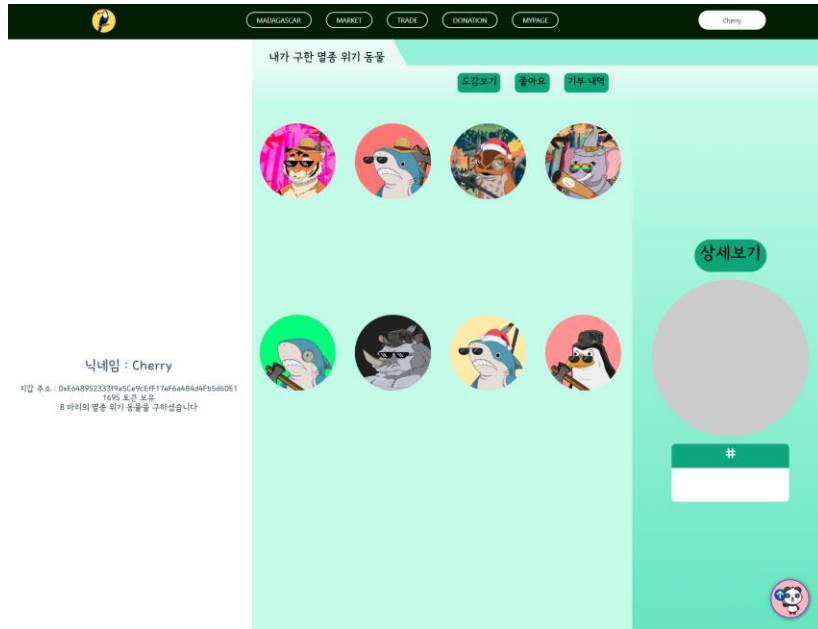 MADAGASCAR
MARKET
TRADE
DONATION
MYPAGE
Cherry
내가 구한 멸종 위기 동물
도감보기
좋아요
기부 내역
상세보기
닉네임 : Cherry
지갑 주소 : 0xE648952333f9a5Ce9cEfF17eF6a4B4d4Fb5d6DE1
1695 토큰 보유
8 마리의 멸종 위기 동물을 구하셨습니다
#